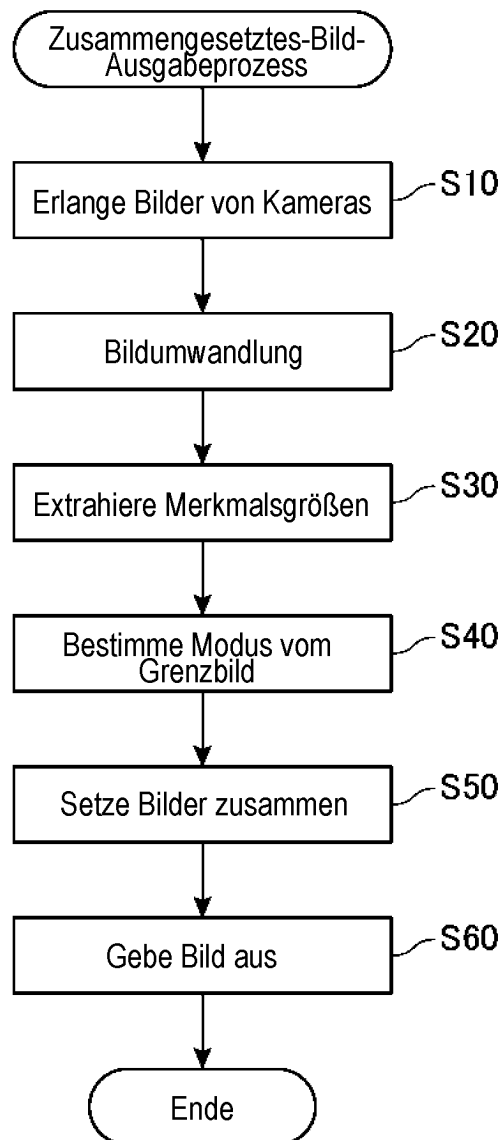 Zusammengesetztes-Bild-
Ausgabeprozess
Erlange Bilder von Kameras
S10
Bildumwandlung
S20
Extrahiere Merkmalsgrößen
S30
Bestimme Modus vom
Grenzbild
S40
Setze Bilder zusammen
S50
Gebe Bild aus
S60
Ende